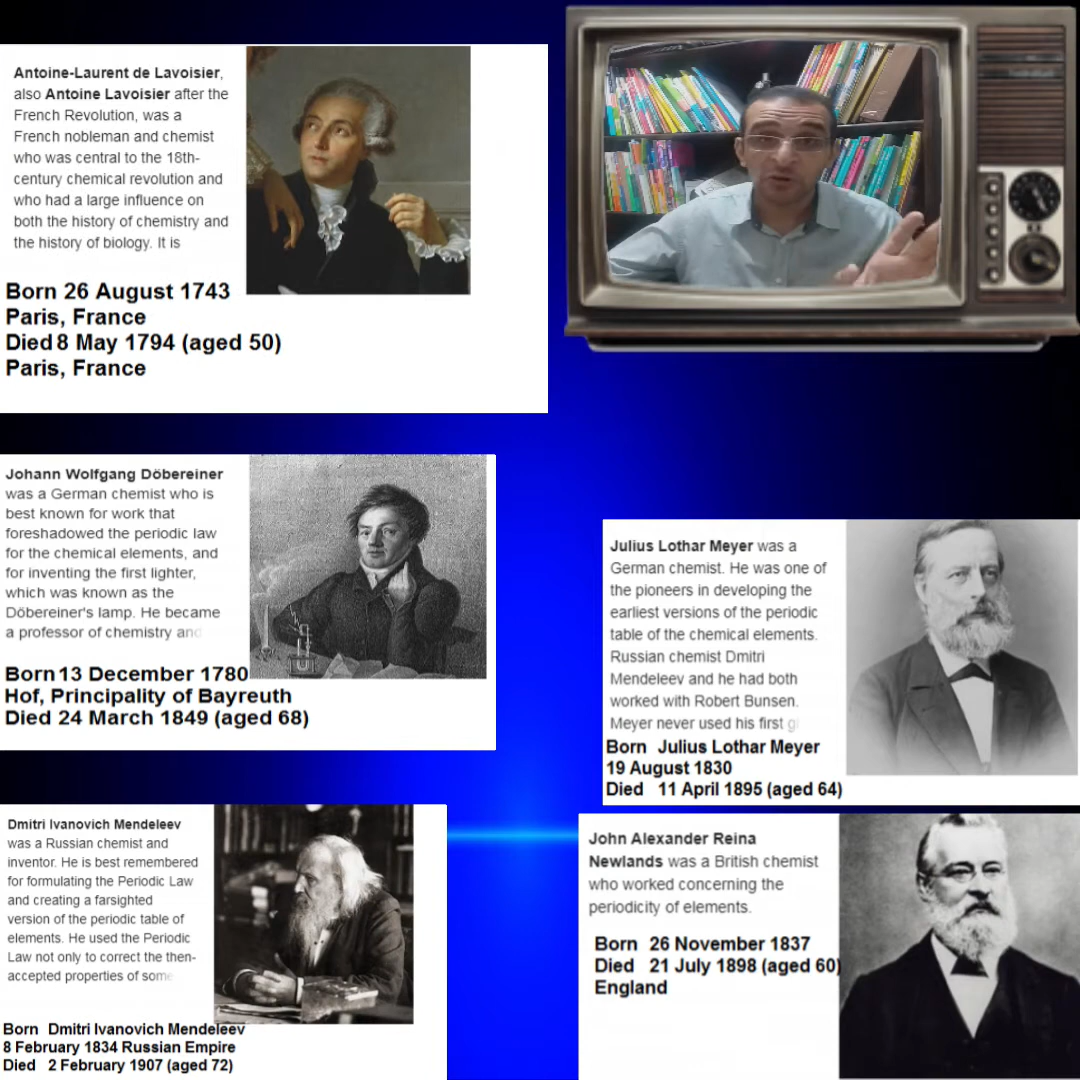 Antoine-Laurent de Lavoisier,
also Antoine Lavoisier after the
French Revolution, was a
French nobleman and chemist
who was central to the 18th-
century chemical revolution and
who had a large influence on
both the history of chemistry and
the history of biology. It is
Born 26 August 1743
Paris, France
Died 8 May 1794 (aged 50)
Paris, France
Johann Wolfgang Döbereiner
was a German chemist who is
best known for work that
foreshadowed the periodic law
for the chemical elements, and
for inventing the first lighter,
which was known as the
Döbereiner's lamp. He became
a professor of chemistry and
Born 13 December 1780
Hof, Principality of Bayreuth
Died 24 March 1849 (aged 68)
Julius Lothar Meyer was a
German chemist. He was one of
the pioneers in developing the
earliest versions of the periodic
table of the chemical elements.
Russian chemist Dmitri
Mendeleev and he had both
worked with Robert Bunsen.
Meyer never used his first
Born Julius Lothar Meyer
19 August 1830
Died 11 April 1895 (aged 64)
Dmitri Ivanovich Mendeleev
was a Russian chemist and
inventor. He is best remembered
for formulating the Periodic Law
and creating a farsighted
version of the periodic table of
elements. He used the Periodic
Law not only to correct the then-
accepted properties of some
Born Dmitri Ivanovich Mendeleev
8 February 1834 Russian Empire
Died 2 February 1907 (aged 72)
John Alexander Reina
Newlands was a British chemist
who worked concerning the
periodicity of elements.
Born 26 November 1837
Died 21 July 1898 (aged 60)
England